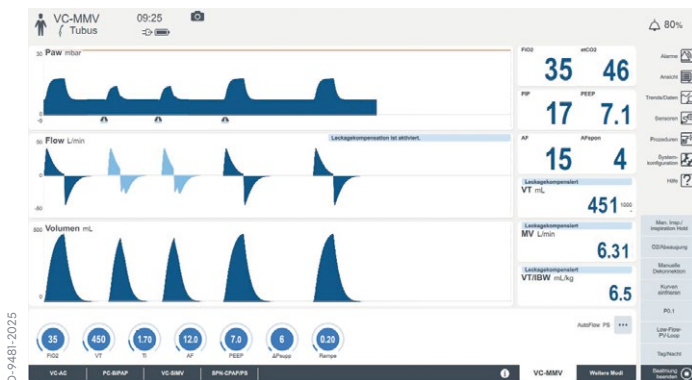 VC-MMV
09:25
Tubus
80%
30 Paw mbar
0
-9
Flow L/min
Leckagekompensation ist aktiviert.
0
Volumen mL
0
FiO2
etCO2
35
46
PIP
PEEP
17
7.1
AF
AFspon
15
4
Leckagekompensiert
VT mL
451
Leckagekompensiert
MV L/min
6.31
Leckagekompensiert
VT/IBW mL/kg
6.5
Alarme
Ansicht
Trends/Daten
Sensoren
Prozeduren
System-
konfiguration
Hilfe
?
Man. Insp./
Inspiration Hold
O2/Absaugung
Manuelle
Diskonnektion
Kurven
einfrieren
P0.1
Low-Flow-
PV-Loop
Tag/Nacht
Beatmung
beenden
35
450
1.70
12.0
7.0
6
0.20
FiO2
VT
Ti
AF
PEEP
ΔPsupp
Rampe
AutoFlow PS
VC-AC
PC-BIPAP
VC-SIMV
SPN-CPAP/PS
VC-MMV
Weitere Modi
D-9481-2025